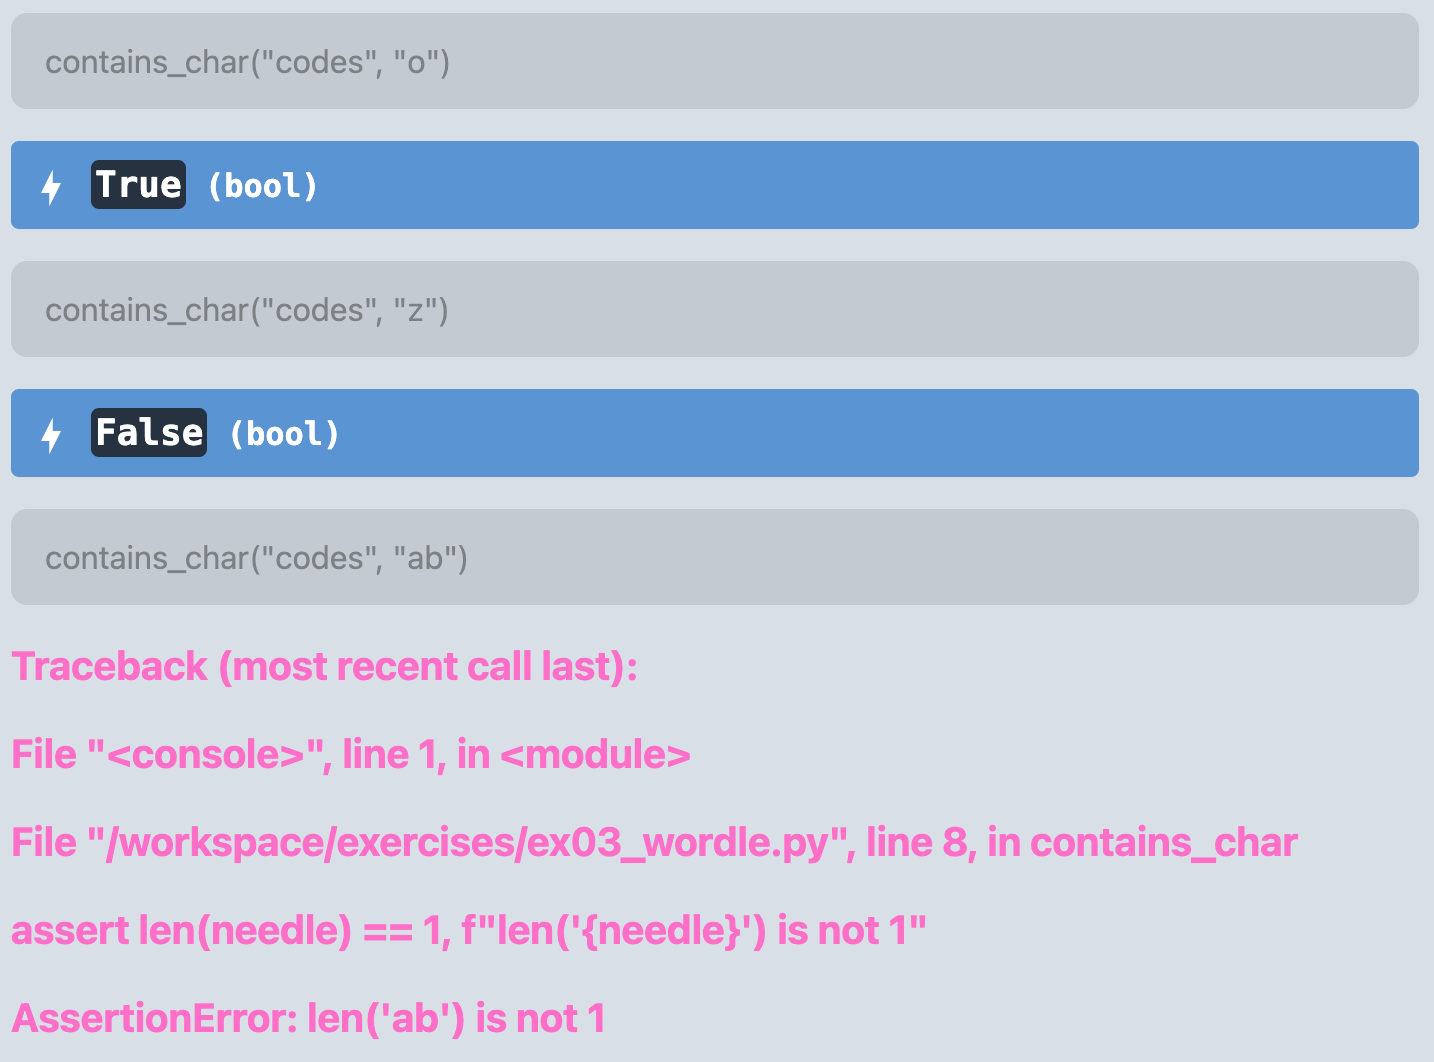 contains_char("codes", "o")
True (bool)
contains_char("codes", "z")
False (bool)
contains_char("codes", "ab")
Traceback (most recent call last):
File "<console>", line 1, in <module>
File "/workspace/exercises/ex03_wordle.py", line 8, in contains_char
assert len(needle) == 1, f"len('{needle}') is not 1"
AssertionError: len('ab') is not 1